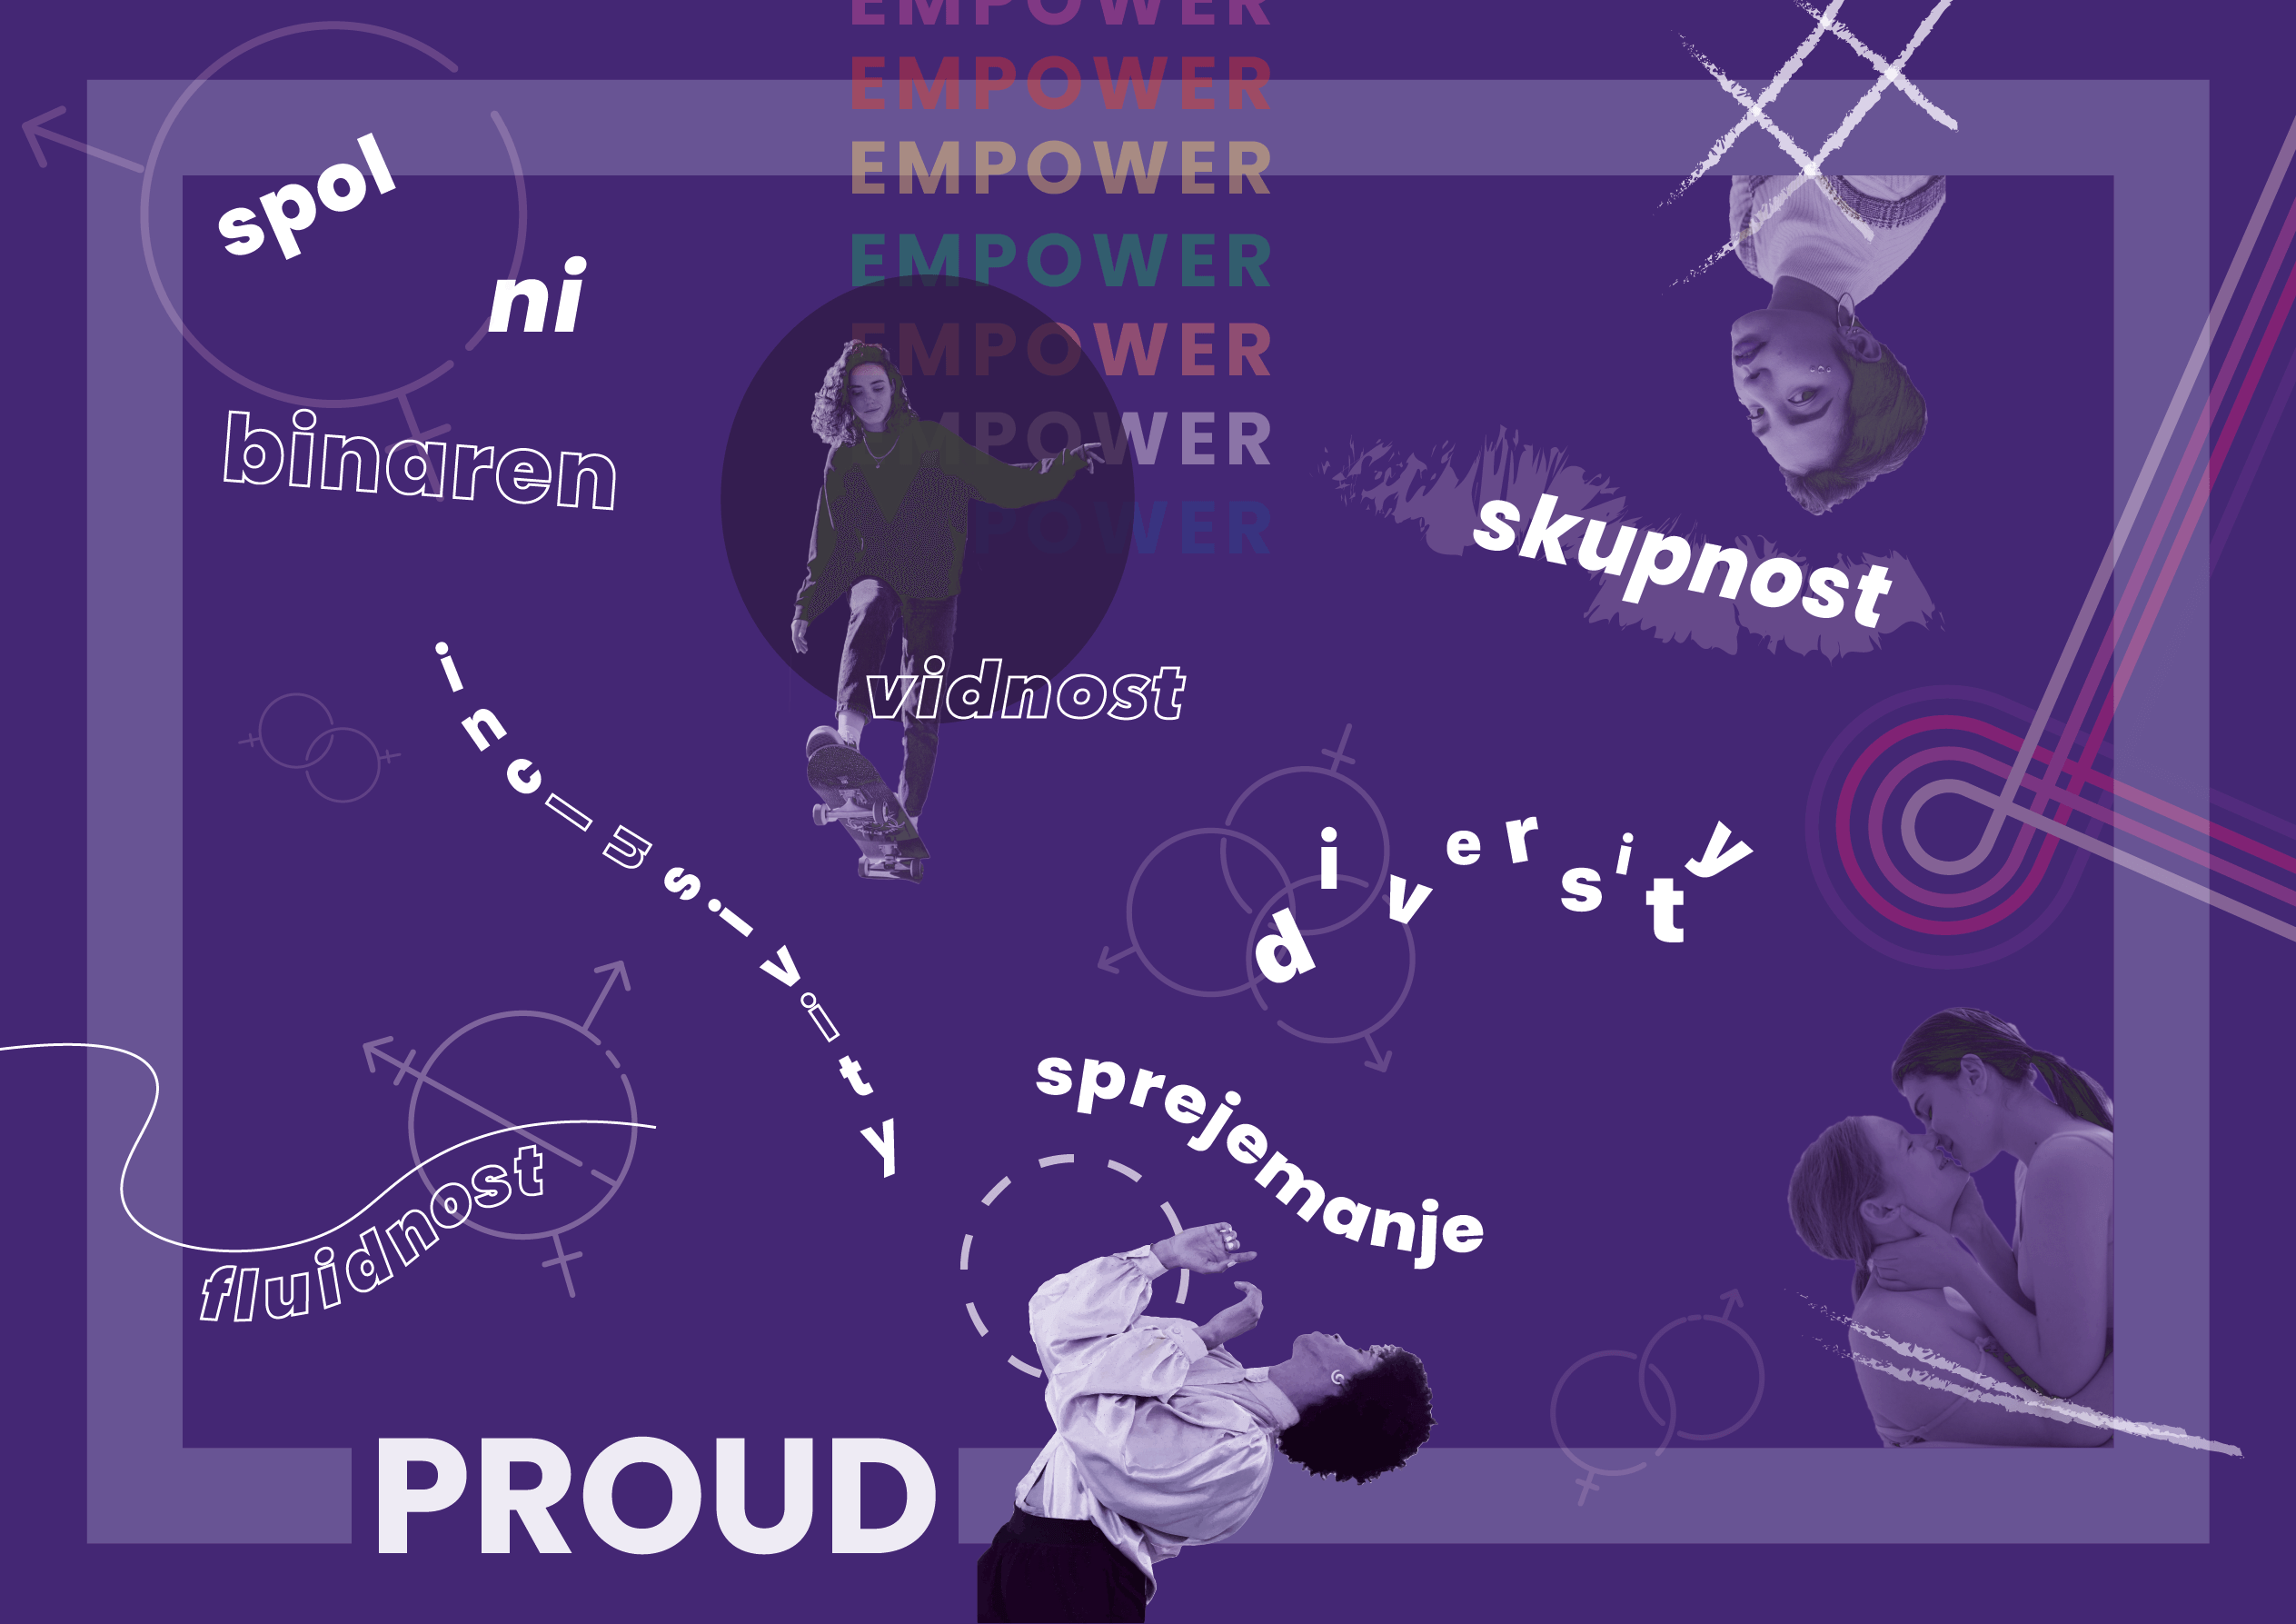 EMPOWER
EMPOWER
EMPOWER
EMPOWER
EMPOWER
EMPOWER
EMPOWER
spol
ni
binaren
skupnost
vidnost
inclusivity
diversity
sprejemanje
fluidnost
PROUD